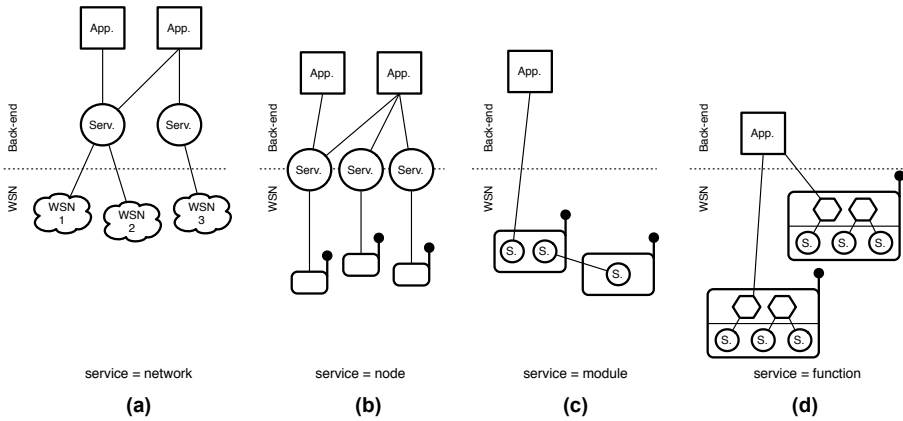 App.
App.
Back-end
Serv.
Serv.
WSN
WSN
1
WSN
2
WSN
3
service = network
(a)
App.
App.
Back-end
Serv.
Serv.
Serv.
WSN
service = node
(b)
App.
Back-end
WSN
S.
S.
S.
service = module
(c)
Back-end
App.
WSN
S.
S.
S.
S.
S.
S.
service = function
(d)